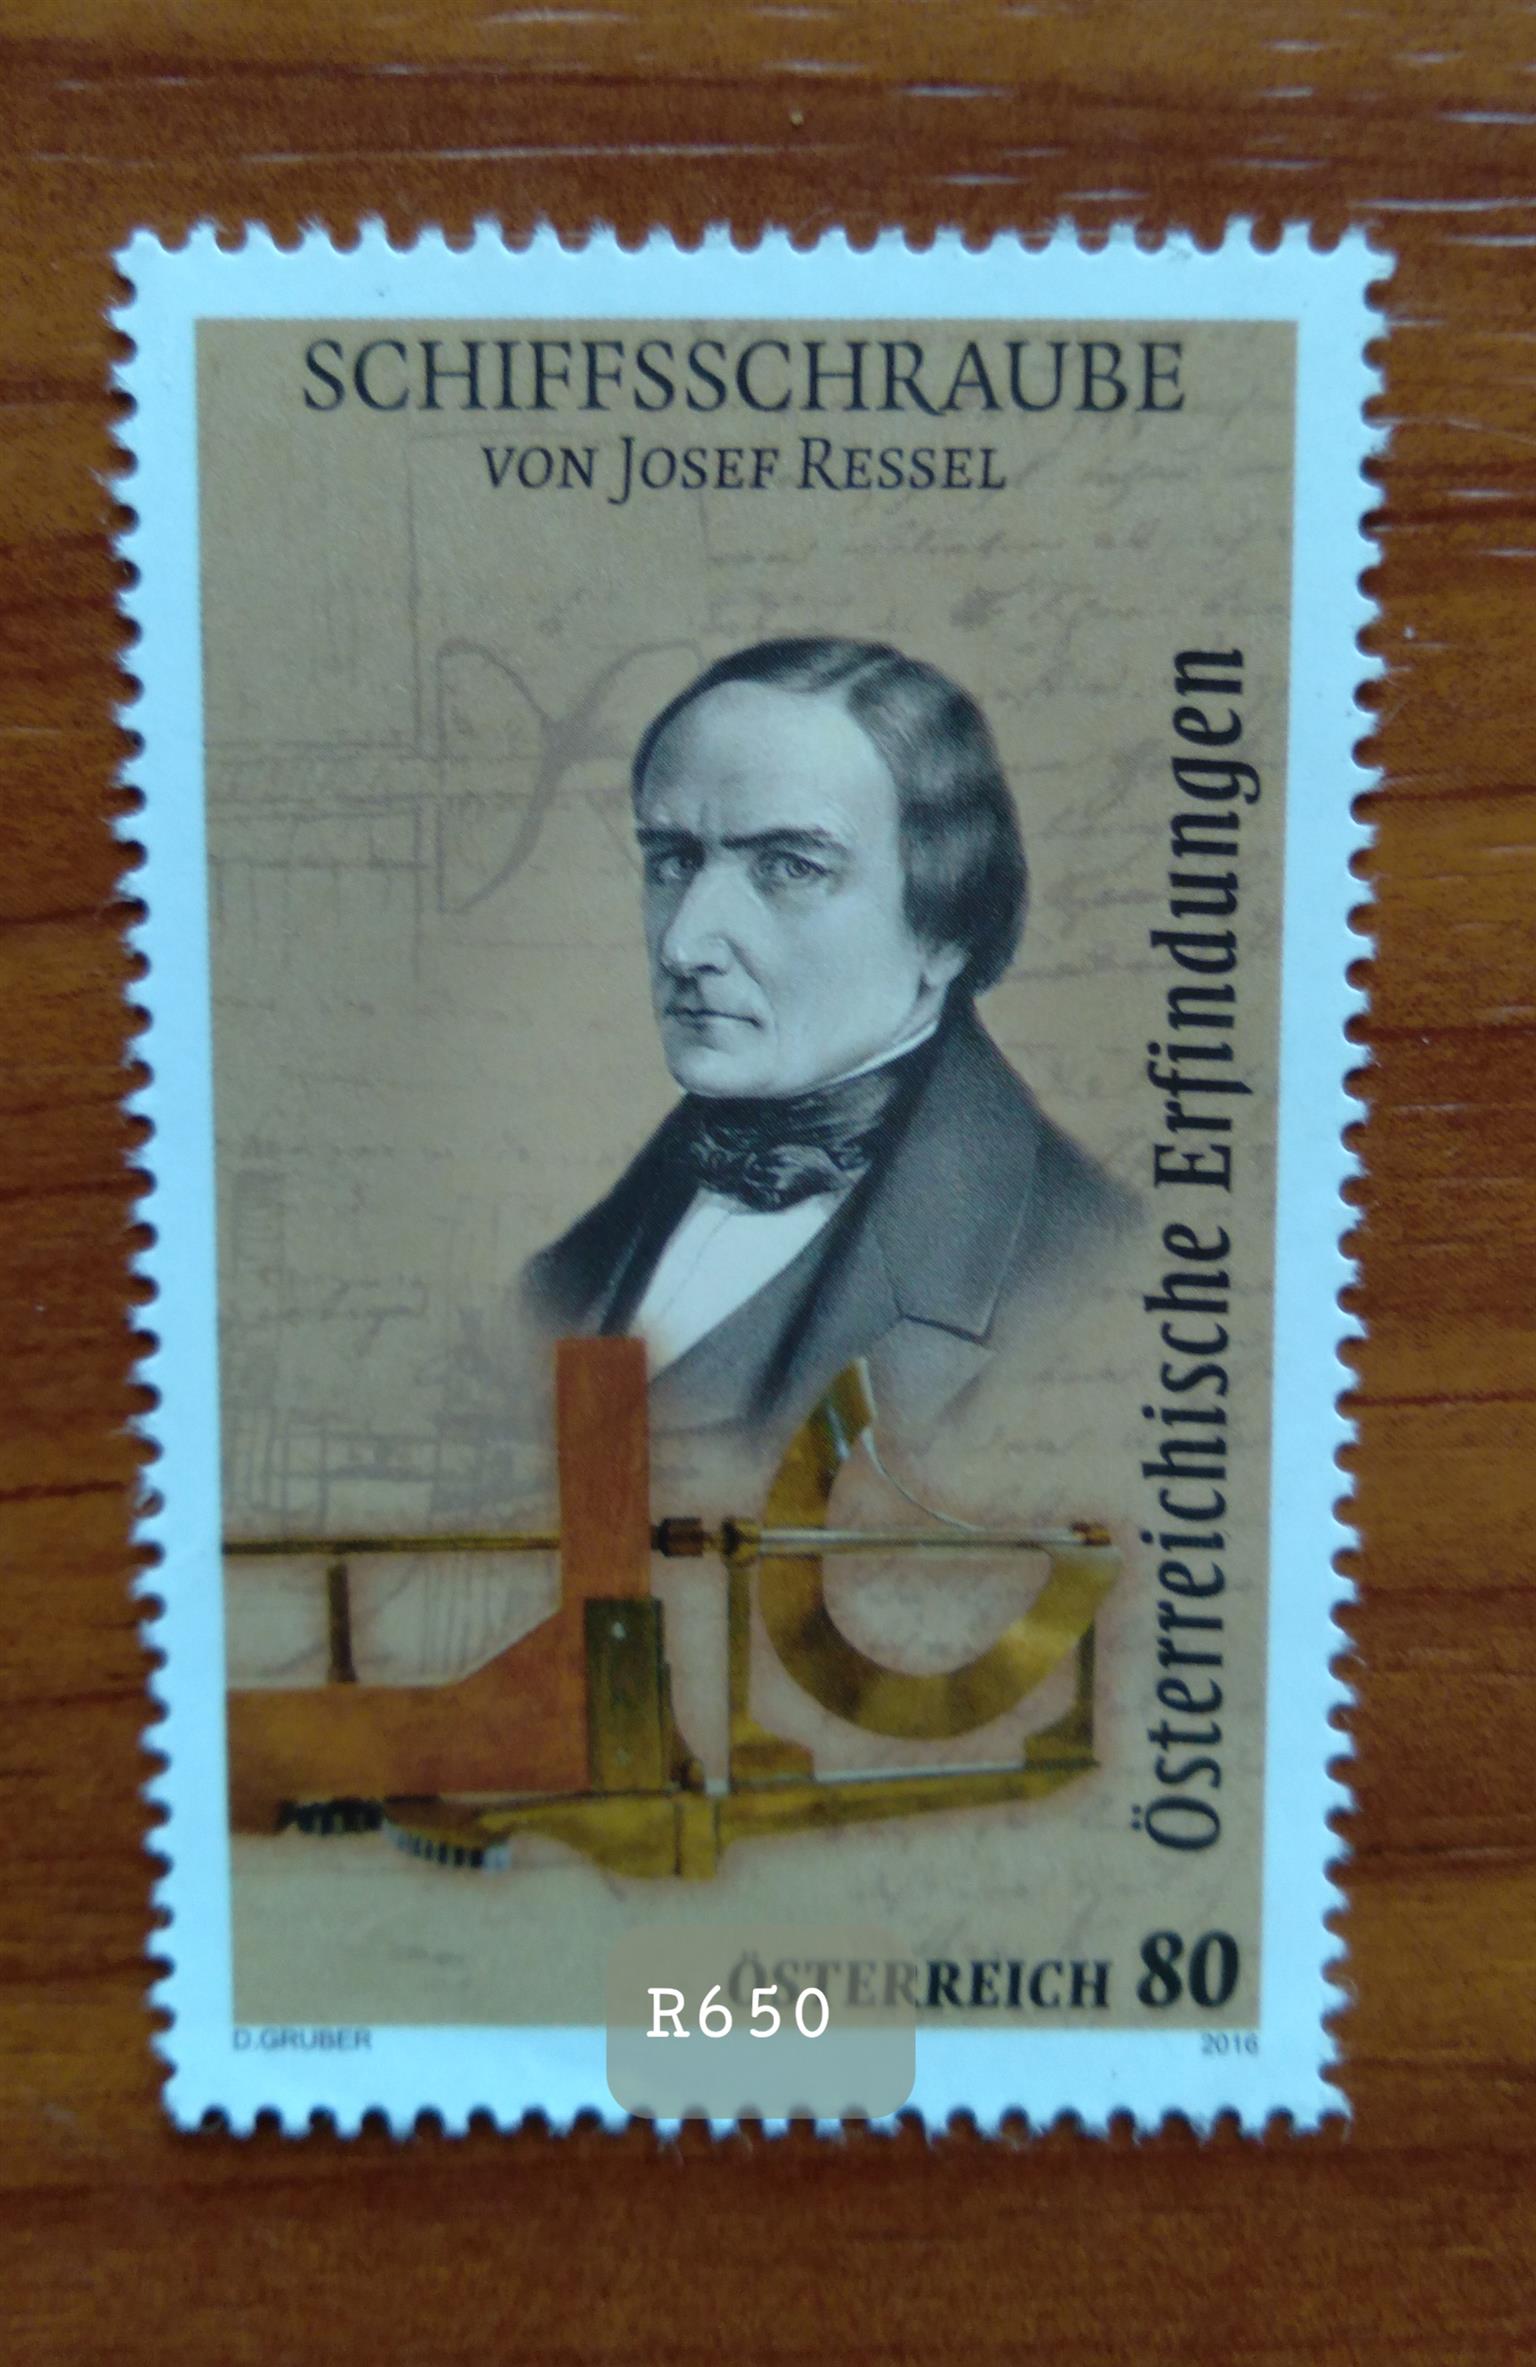 SCHIFFSSCHRAUBE
VON JOSEF RESSEL
Österreichische Erfindungen
ÖSTERREICH 80
R650
D.GRUBER
2016